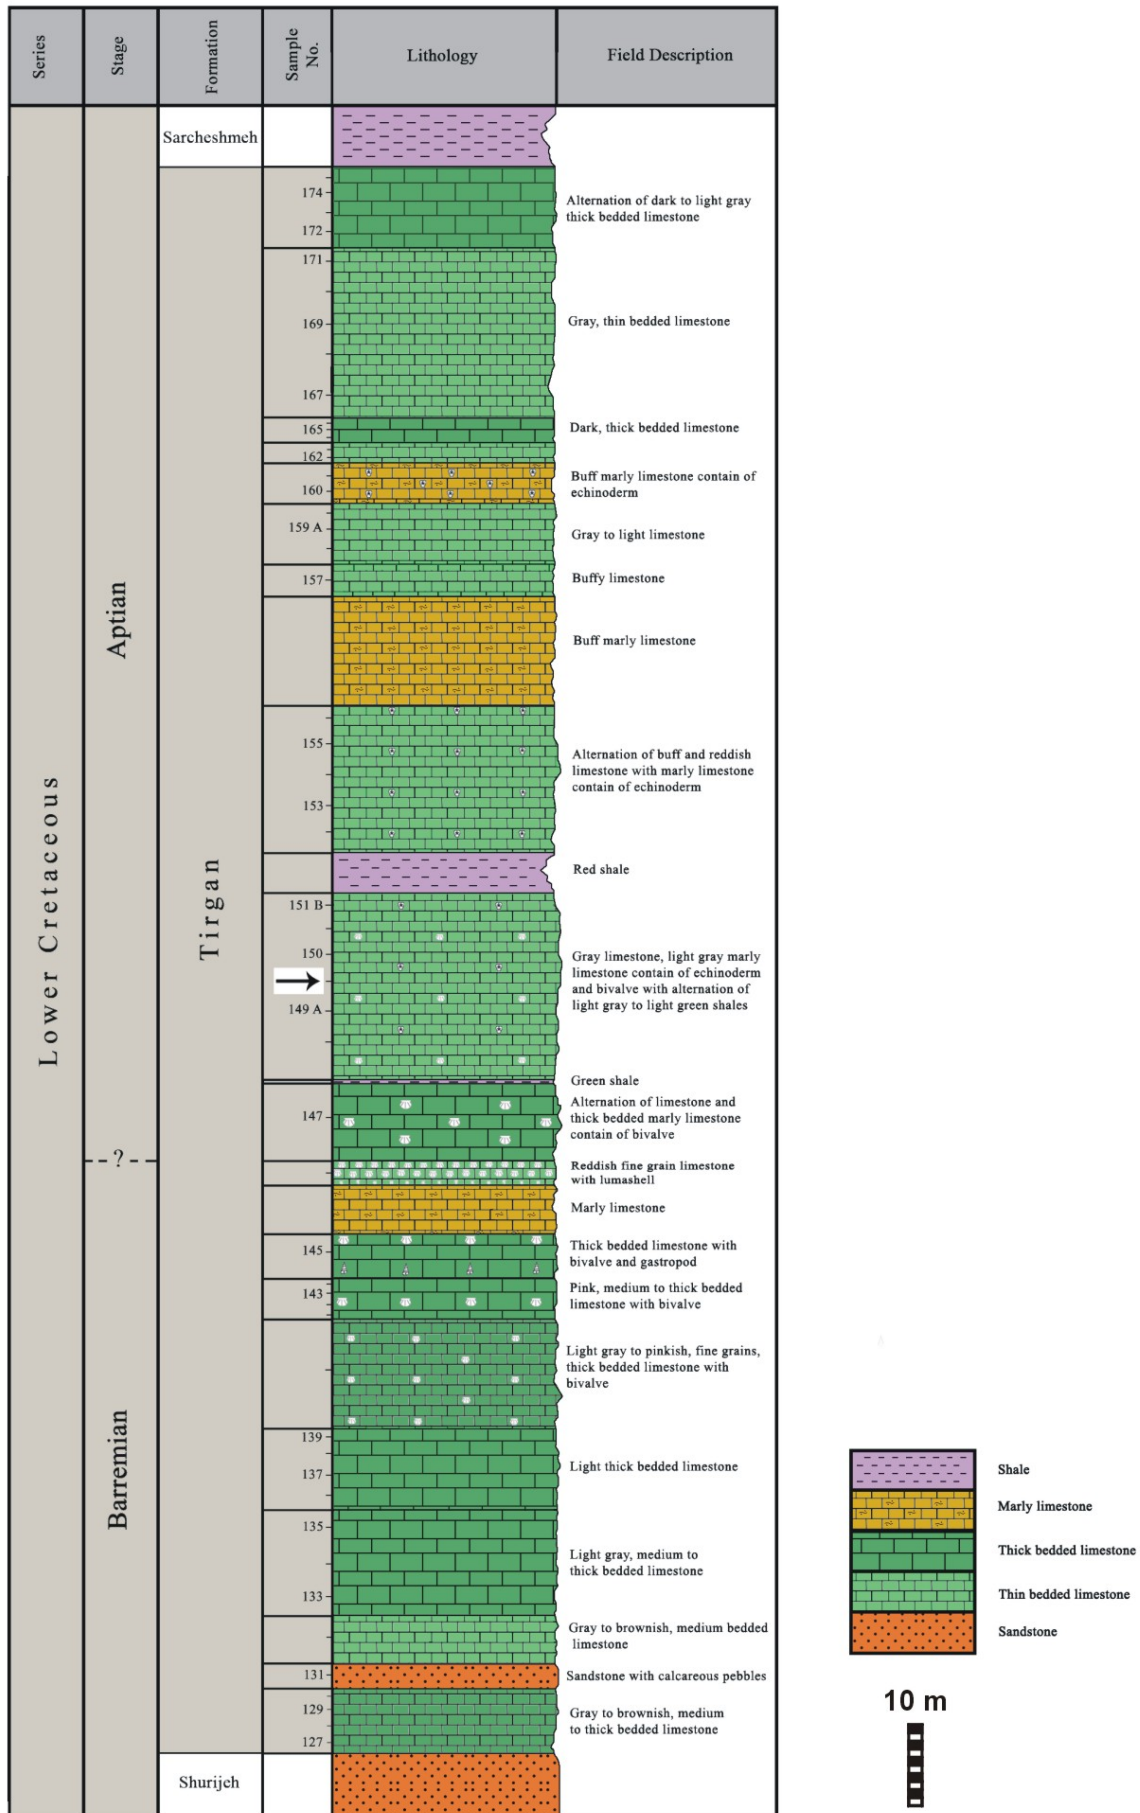 Series
Stage
Formation
Sample
No.
Lithology
Field Description
Lower Cretaceous
Aptian
?
Barremian
Sarcheshmeh
Tirgan
Shurijeh
174
172
Alternation of dark to light gray
thick bedded limestone
171
169
167
Gray, thin bedded limestone
165
Dark, thick bedded limestone
162
160
Buff marly limestone contain of
echinoderm
159 A
Gray to light limestone
157
Buffy limestone
Buff marly limestone
155
153
Alternation of buff and reddish
limestone with marly limestone
contain of echinoderm
Red shale
151 B
150
149 A
Gray limestone, light gray marly
limestone contain of echinoderm
and bivalve with alternation of
light gray to light green shales
Green shale
147
Alternation of limestone and
thick bedded marly limestone
contain of bivalve
Reddish fine grain limestone
with lumashell
Marly limestone
145
Thick bedded limestone with
bivalve and gastropod
143
Pink, medium to thick bedded
limestone with bivalve
Light gray to pinkish, fine grains,
thick bedded limestone with
bivalve
139
137
Light thick bedded limestone
135
133
Light gray, medium to
thick bedded limestone
Gray to brownish, medium bedded
limestone
131
Sandstone with calcareous pebbles
129
127
Gray to brownish, medium
to thick bedded limestone
Shale
Marly limestone
Thick bedded limestone
Thin bedded limestone
Sandstone
10 m